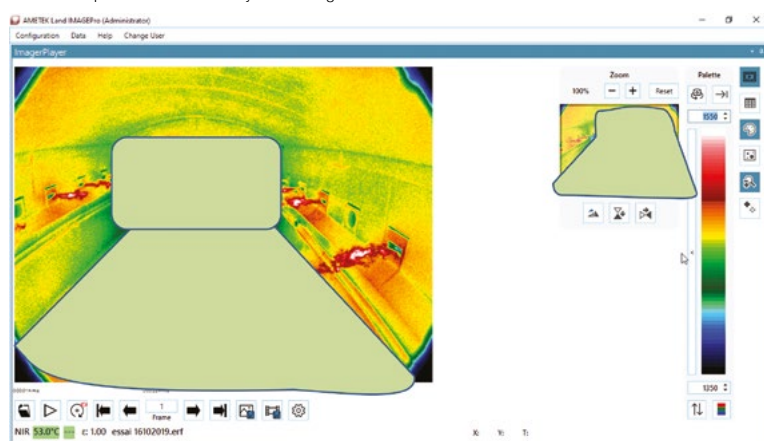 AMETEK Land IMAGEPro (Administrator)
Configuration Data Help Change User
ImagerPlayer
Zoom
Palette
100%
Reset
1550
1350
1
Frame
NIR 53.0°C --- ε: 1.00 essai 16102019.erf
X: Y: T: